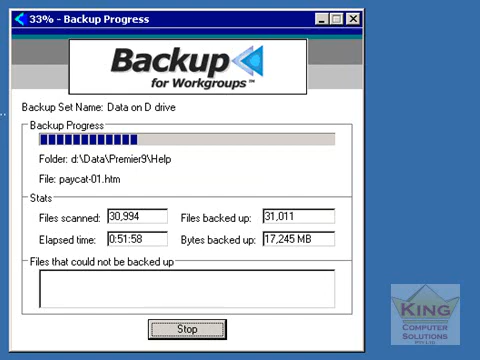 33% - Backup Progress
Backup
for Workgroups™
Backup Set Name: Data on D drive
Backup Progress
Folder: d:\Data\Premier9\Help
File: paycat-01.htm
Stats
Files scanned: 30,994 Files backed up: 31,011
Elapsed time: 0:51:58 Bytes backed up: 17,245 MB
Files that could not be backed up
Stop
KING
COMPUTER
SOLUTIONS
PTY LTD